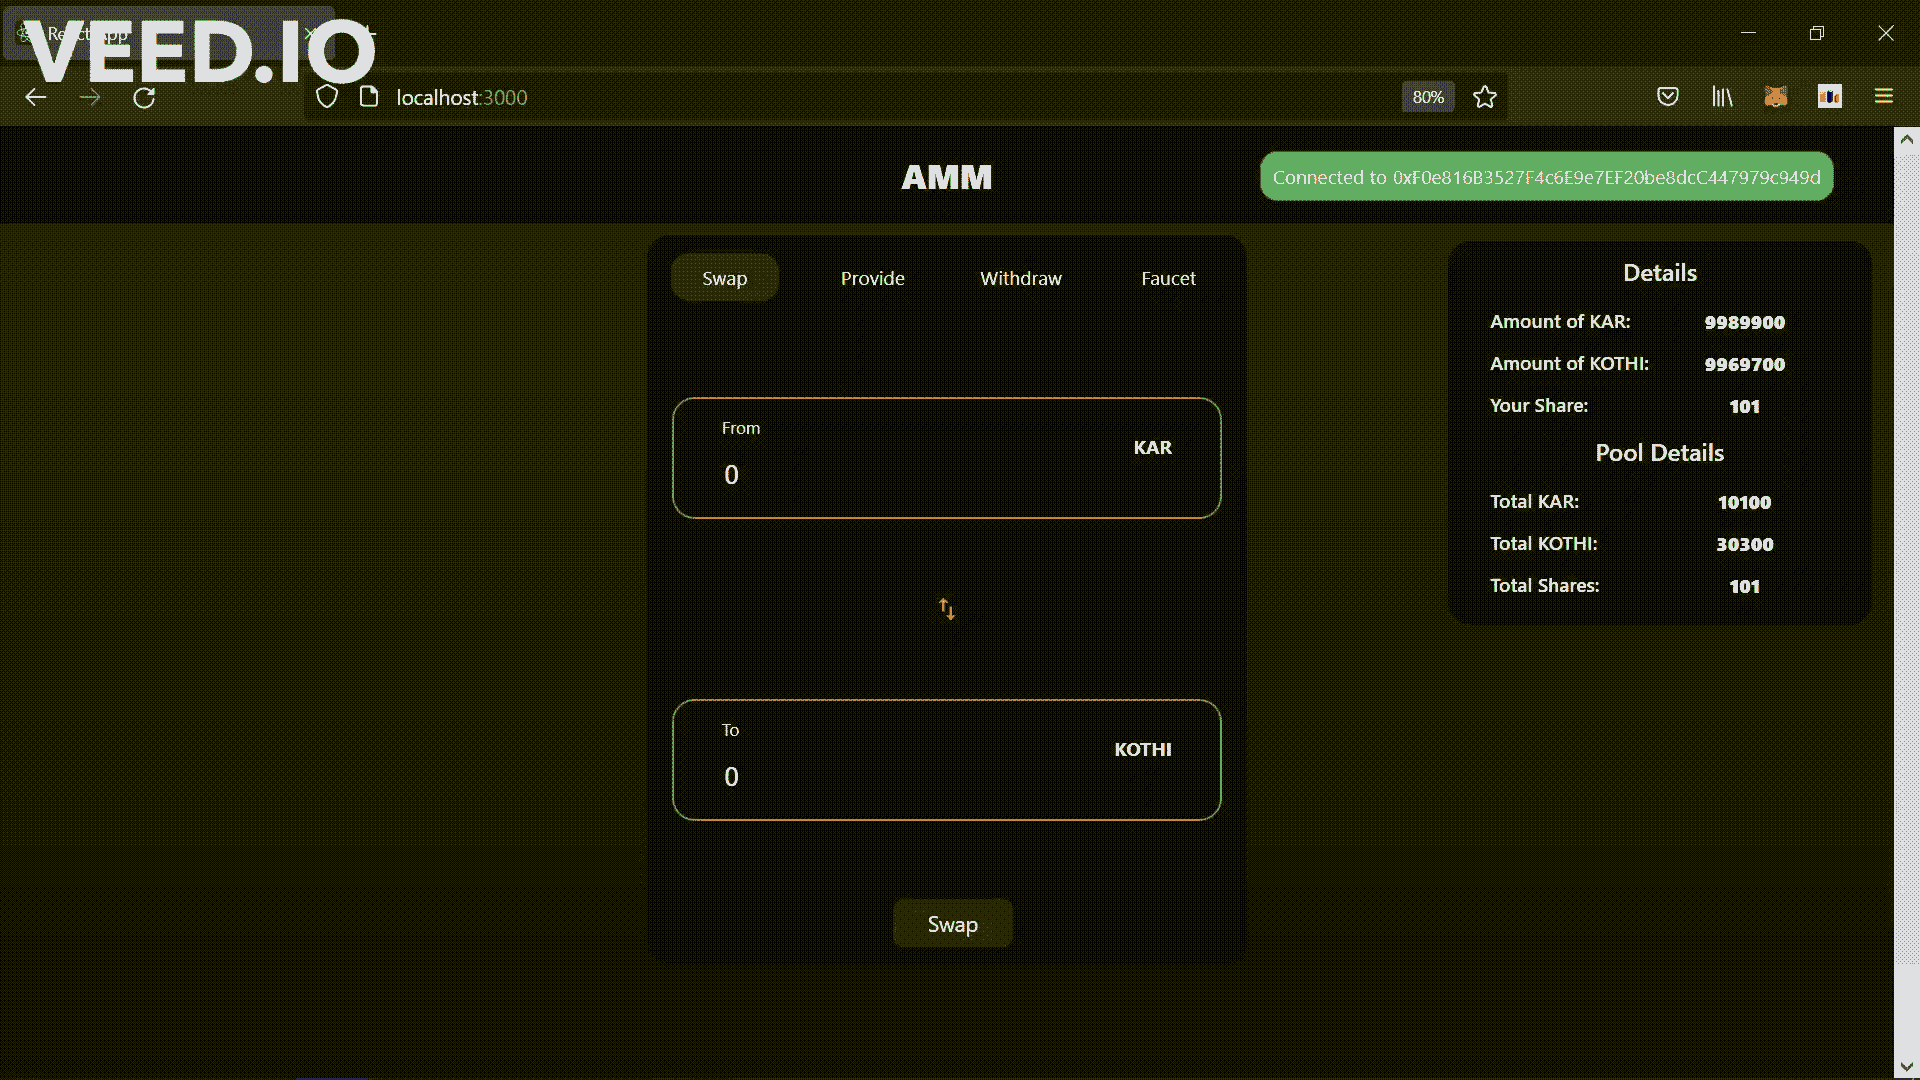 React App
VEED.IO
localhost:3000
80%
AMM
Connected to 0xF0e816B3527F4c6E9e7EF20be8dcC447979c949d
Swap
Provide
Withdraw
Faucet
From
KAR
0
To
KOTHI
0
Swap
Details
Amount of KAR: 9989900
Amount of KOTHI: 9969700
Your Share: 101
Pool Details
Total KAR: 10100
Total KOTHI: 30300
Total Shares: 101